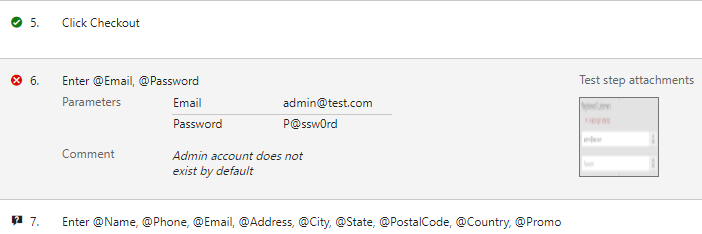 5. Click Checkout
6. Enter @Email, @Password
Test step attachments
Parameters Email admin@test.com
Password P@ssw0rd
Comment Admin account does not
exist by default
7. Enter @Name, @Phone, @Email, @Address, @City, @State, @PostalCode, @Country, @Promo